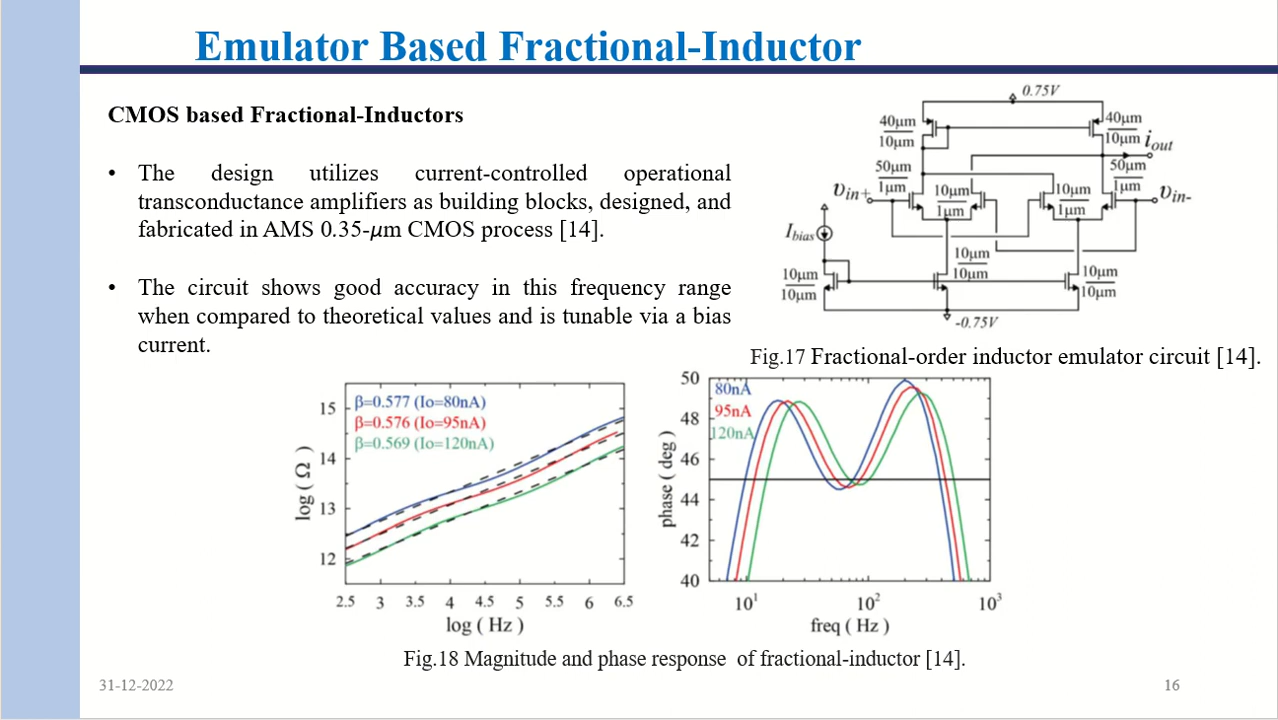 Emulator Based Fractional-Inductor
CMOS based Fractional-Inductors
• The design utilizes current-controlled operational
transconductance amplifiers as building blocks, designed, and
fabricated in AMS 0.35-μm CMOS process [14].
• The circuit shows good accuracy in this frequency range
when compared to theoretical values and is tunable via a bias
current.
0.75V
40μm
10μm
40μm
10μm
iout
50μm
1μm
10μm
1μm
10μm
1μm
50μm
1μm
υin+
υin-
Ibias
10μm
10μm
10μm
10μm
10μm
10μm
-0.75V
Fig.17 Fractional-order inductor emulator circuit [14].
β=0.577 (Io=80nA)
β=0.576 (Io=95nA)
β=0.569 (Io=120nA)
15
14
13
12
log ( Ω )
2.5 3 3.5 4 4.5 5 5.5 6 6.5
log ( Hz )
80nA
95nA
120nA
50
48
46
44
42
40
phase ( deg )
10¹ 10² 10³
freq ( Hz )
Fig.18 Magnitude and phase response of fractional-inductor [14].
31-12-2022
16